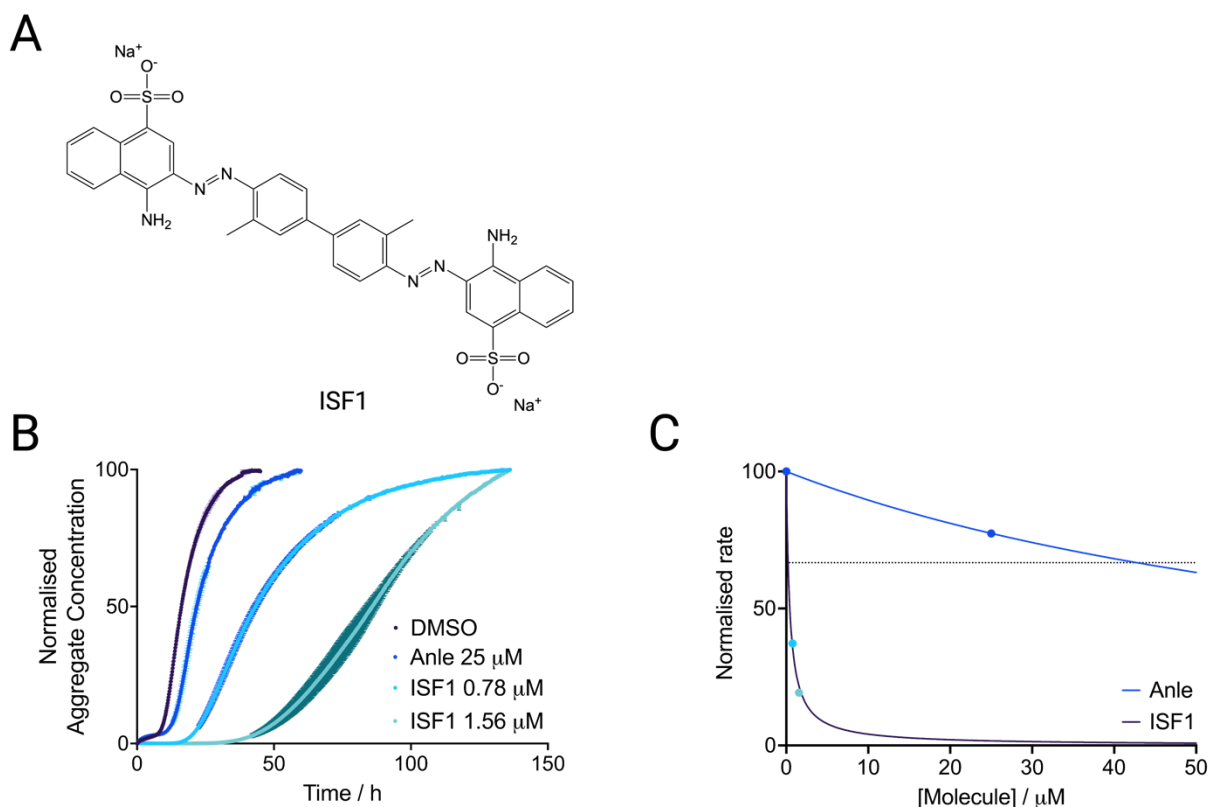 A
Na⁺
O⁻
O=S=O
N=N
NH₂
NH₂
N=N
O=S=O
O⁻
Na⁺
ISF1
B
100
50
0
Normalised
Aggregate Concentration
DMSO
Anle 25 μM
ISF1 0.78 μM
ISF1 1.56 μM
0 50 100 150
Time / h
C
100
50
0
Normalised rate
Anle
ISF1
0 10 20 30 40 50
[Molecule] / μM